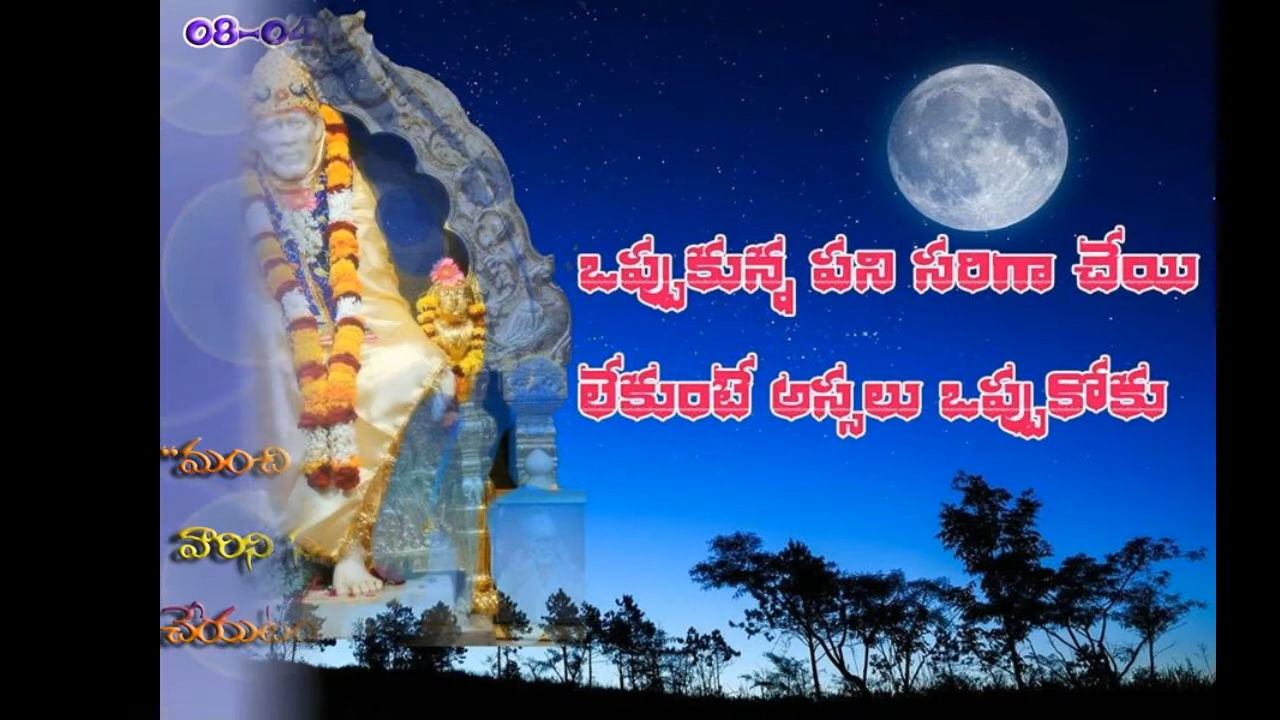 08-04
ఒప్పుకున్న పని సరిగా చేయి
లేకుంటే అస్సలు ఒప్పుకోకు
"మంచి
వారిని